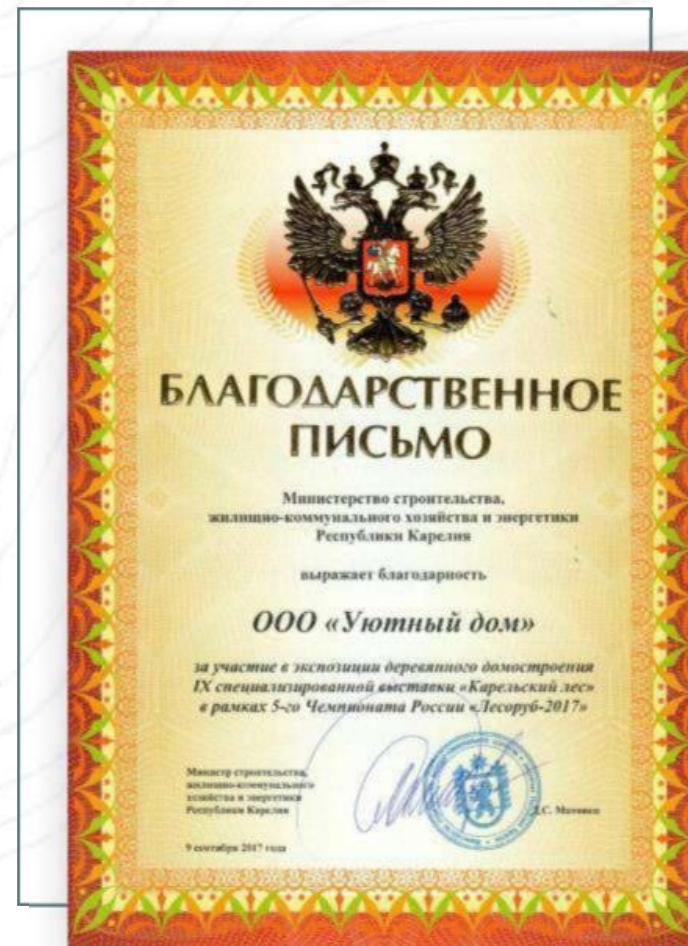 БЛАГОДАРСТВЕННОЕ
ПИСЬМО
Министерство строительства,
жилищно-коммунального хозяйства и энергетики
Республики Карелия
выражает благодарность
ООО «Уютный дом»
за участие в экспозиции деревянного домостроения
IX специализированной выставки «Карельский лес»
в рамках 5-го Чемпионата России «Лесоруб-2017»
Министр строительства,
жилищно-коммунального
хозяйства и энергетики
Республики Карелия
9 сентября 2017 года